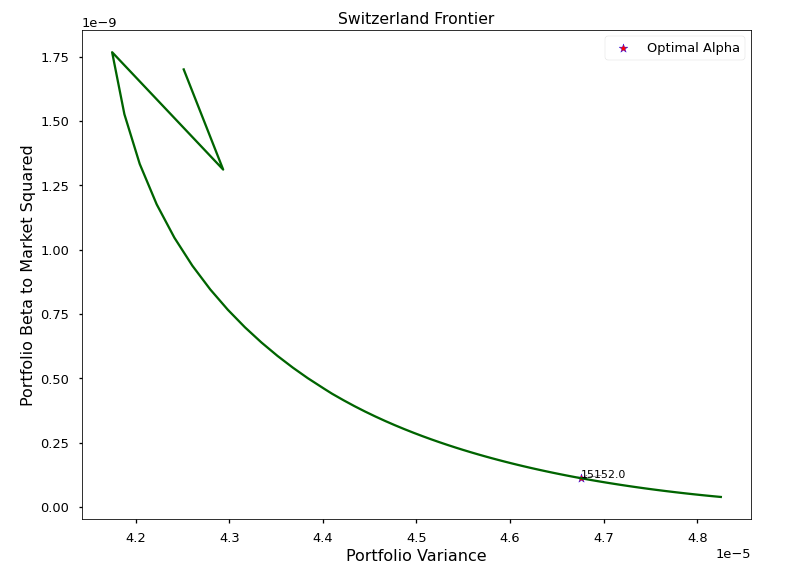 Switzerland Frontier
1e−9
Optimal Alpha
1.75
1.50
1.25
1.00
0.75
0.50
0.25
0.00
Portfolio Beta to Market Squared
15152.0
4.2 4.3 4.4 4.5 4.6 4.7 4.8
1e−5
Portfolio Variance